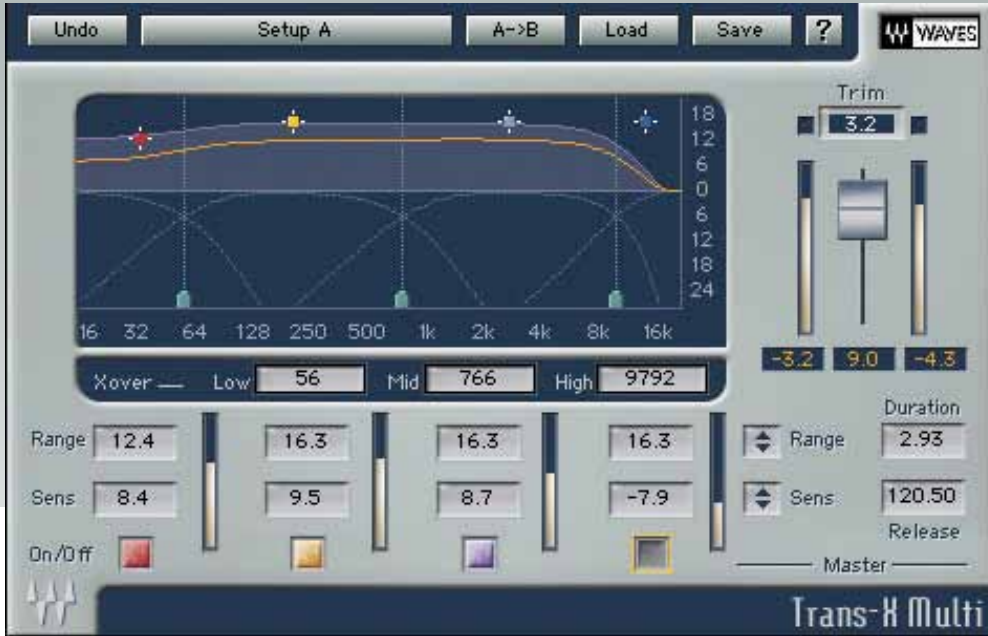 Undo Setup A A->B Load Save ? WAVES
Trim
3.2
18
12
6
0
6
12
18
24
16 32 64 128 250 500 1k 2k 4k 8k 16k
-3.2 9.0 -4.3
Xover Low 56 Mid 766 High 9792
Duration
Range 12.4 16.3 16.3 16.3 Range 2.93
Sens 8.4 9.5 8.7 -7.9 Sens 120.50
Release
On/Off
Master
Trans-X Multi